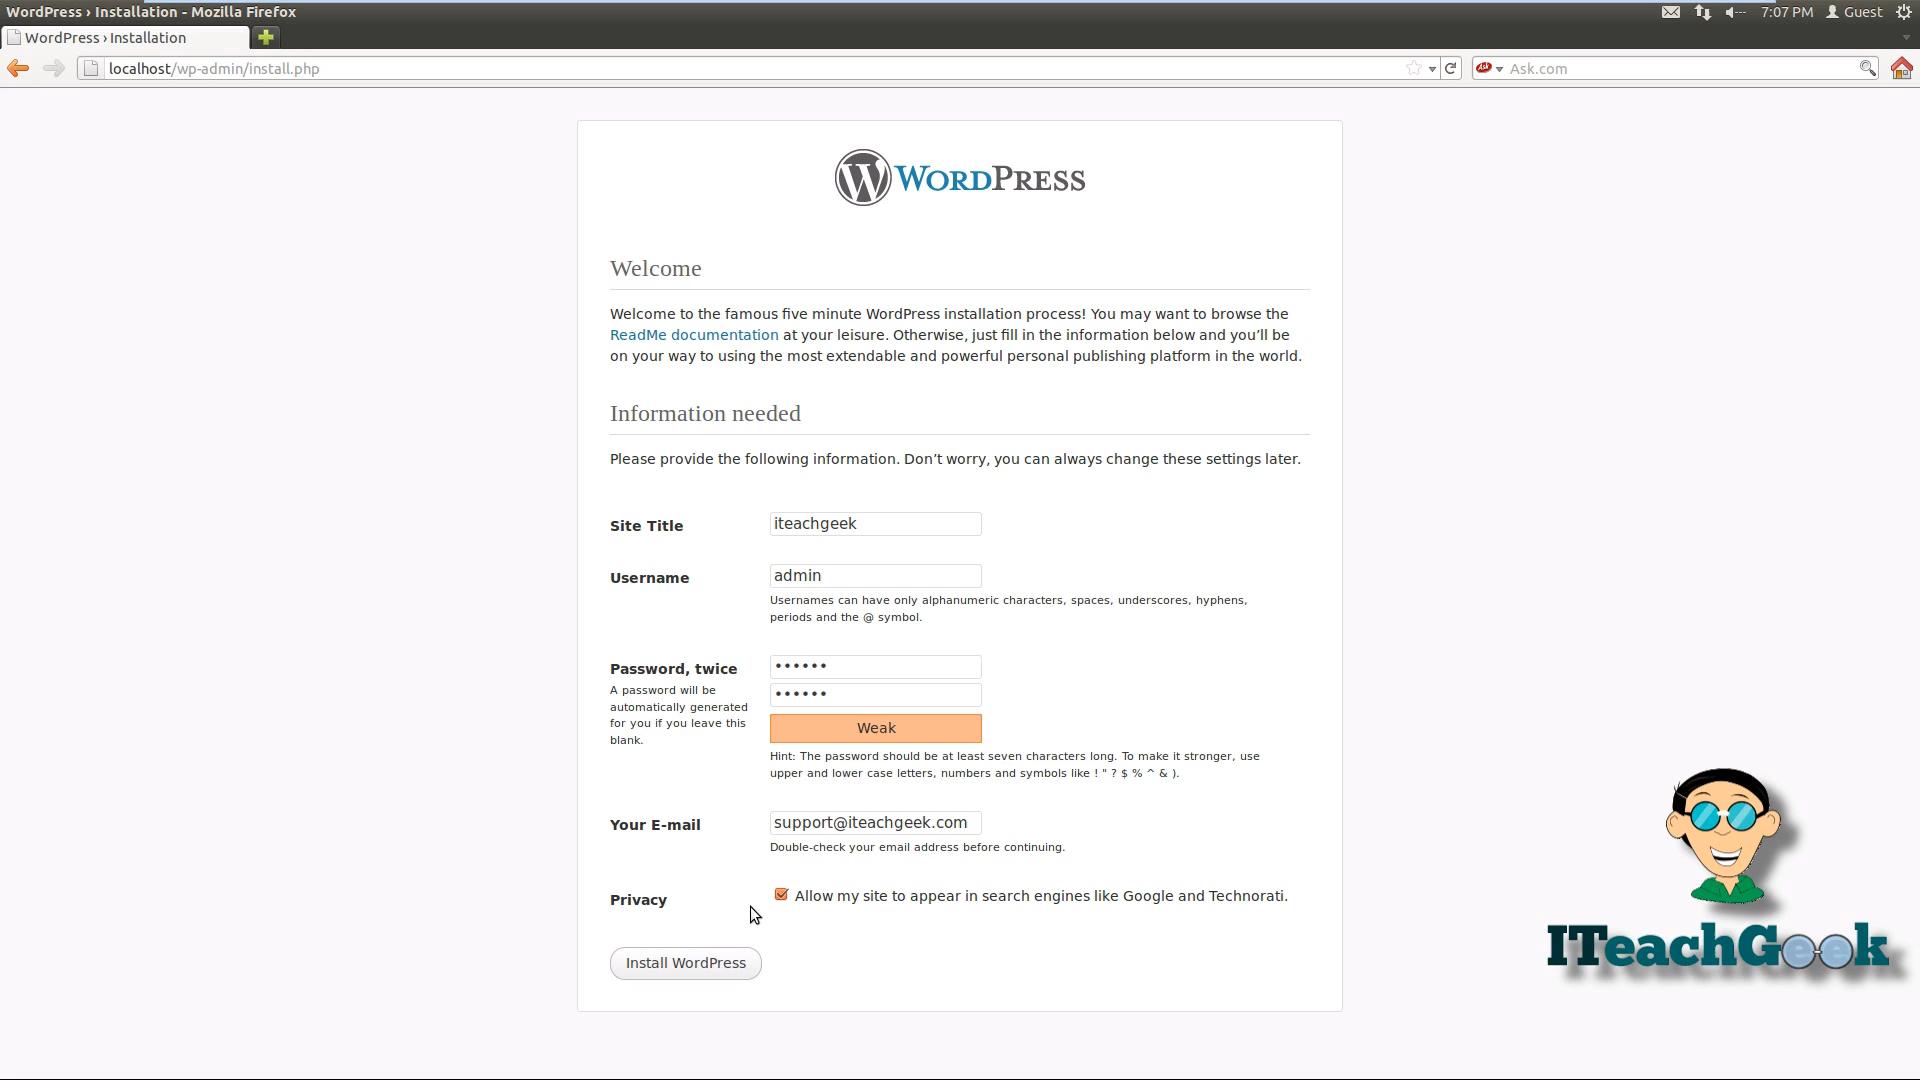 WordPress › Installation - Mozilla Firefox
7:07 PM
Guest
WordPress › Installation
localhost/wp-admin/install.php
Ask
Ask.com
W WORDPRESS
Welcome
Welcome to the famous five minute WordPress installation process! You may want to browse the
ReadMe documentation at your leisure. Otherwise, just fill in the information below and you’ll be
on your way to using the most extendable and powerful personal publishing platform in the world.
Information needed
Please provide the following information. Don’t worry, you can always change these settings later.
Site Title
iteachgeek
Username
admin
Usernames can have only alphanumeric characters, spaces, underscores, hyphens,
periods and the @ symbol.
Password, twice
A password will be
automatically generated
for you if you leave this
blank.
••••••
••••••
Weak
Hint: The password should be at least seven characters long. To make it stronger, use
upper and lower case letters, numbers and symbols like ! " ? $ % ^ & ).
Your E-mail
support@iteachgeek.com
Double-check your email address before continuing.
Privacy
Allow my site to appear in search engines like Google and Technorati.
Install WordPress
ITeachGeek